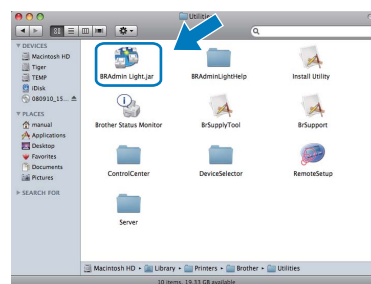 Utilities
DEVICES
Macintosh HD
Tiger
TEMP
iDisk
080910_15...
PLACES
manual
Applications
Desktop
Favorites
Documents
Pictures
SEARCH FOR
BRAdmin Light.jar
BRAdminLightHelp
Install Utility
Brother Status Monitor
BrSupplyTool
BrSupport
ControlCenter
DeviceSelector
RemoteSetup
Server
Macintosh HD ▸ Library ▸ Printers ▸ Brother ▸ Utilities
10 items, 19.33 GB available